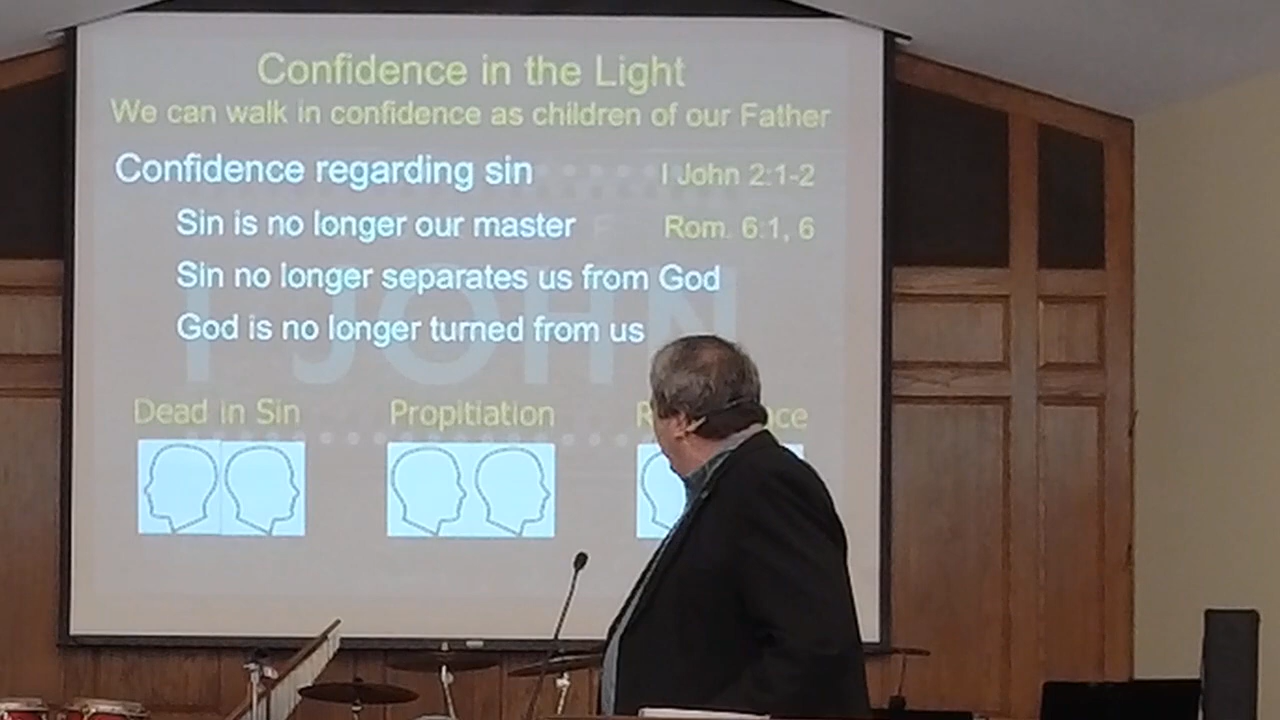 Confidence in the Light
We can walk in confidence as children of our Father
Confidence regarding sin I John 2:1-2
Sin is no longer our master Rom. 6:1, 6
Sin no longer separates us from God
God is no longer turned from us
I JOHN
Dead in Sin Propitiation